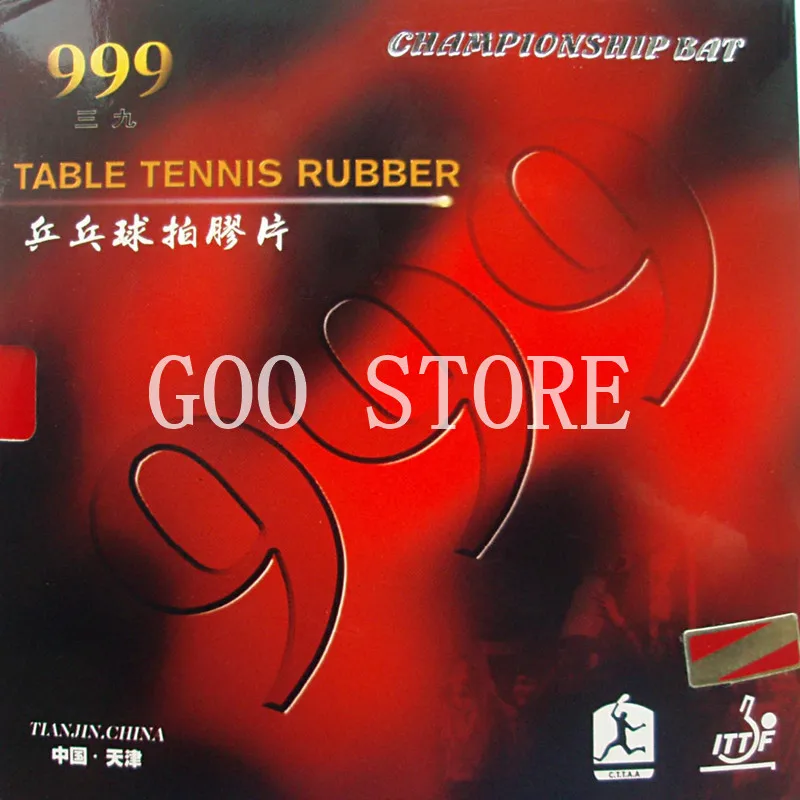 999
三九
CHAMPIONSHIP BAT
TABLE TENNIS RUBBER
乒乓球拍膠片
999
GOO STORE
TIANJIN.CHINA
中国·天津
C.T.T.A.A
ITTF